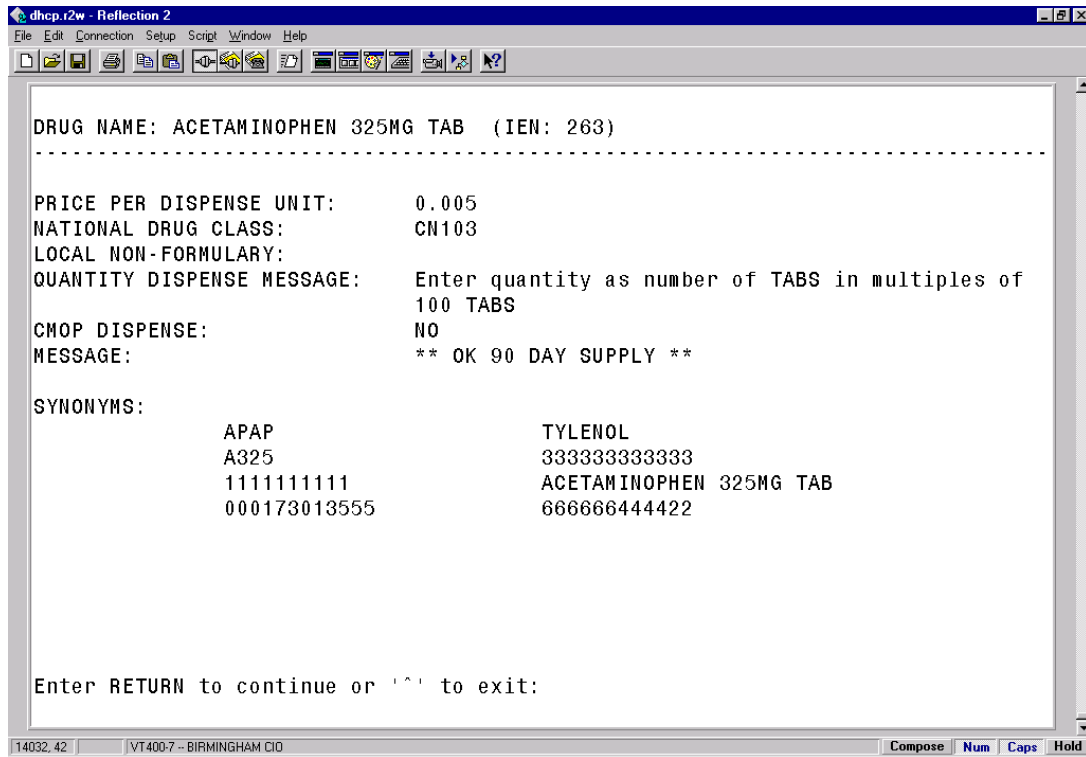 dhcp.r2w - Reflection 2
File Edit Connection Setup Script Window Help
DRUG NAME: ACETAMINOPHEN 325MG TAB (IEN: 263)
--------------------------------------------------------------------------------
PRICE PER DISPENSE UNIT: 0.005
NATIONAL DRUG CLASS: CN103
LOCAL NON-FORMULARY:
QUANTITY DISPENSE MESSAGE: Enter quantity as number of TABS in multiples of
100 TABS
CMOP DISPENSE: NO
MESSAGE: ** OK 90 DAY SUPPLY **
SYNONYMS:
APAP TYLENOL
A325 333333333333
1111111111 ACETAMINOPHEN 325MG TAB
000173013555 666666444422
Enter RETURN to continue or '^' to exit:
14032, 42 VT400-7 -- BIRMINGHAM CIO Compose Num Caps Hold